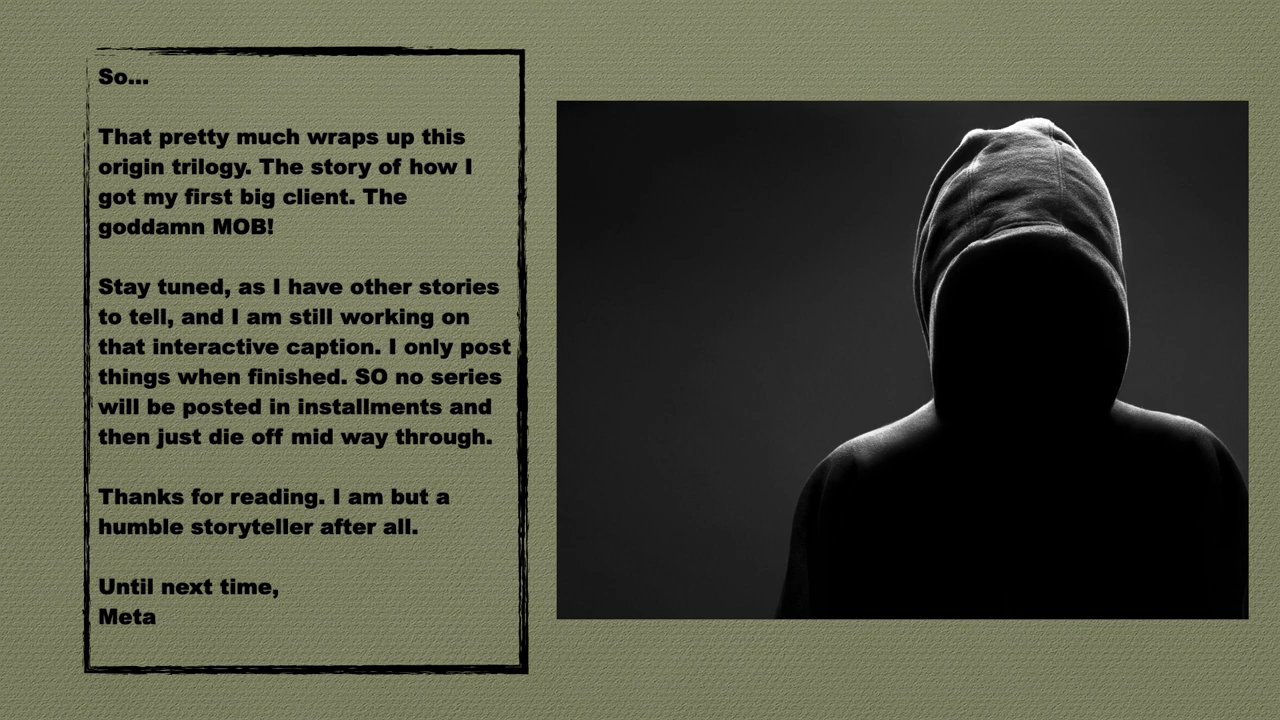 So...
That pretty much wraps up this
origin trilogy. The story of how I
got my first big client. The
goddamn MOB!
Stay tuned, as I have other stories
to tell, and I am still working on
that interactive caption. I only post
things when finished. SO no series
will be posted in installments and
then just die off mid way through.
Thanks for reading. I am but a
humble storyteller after all.
Until next time,
Meta